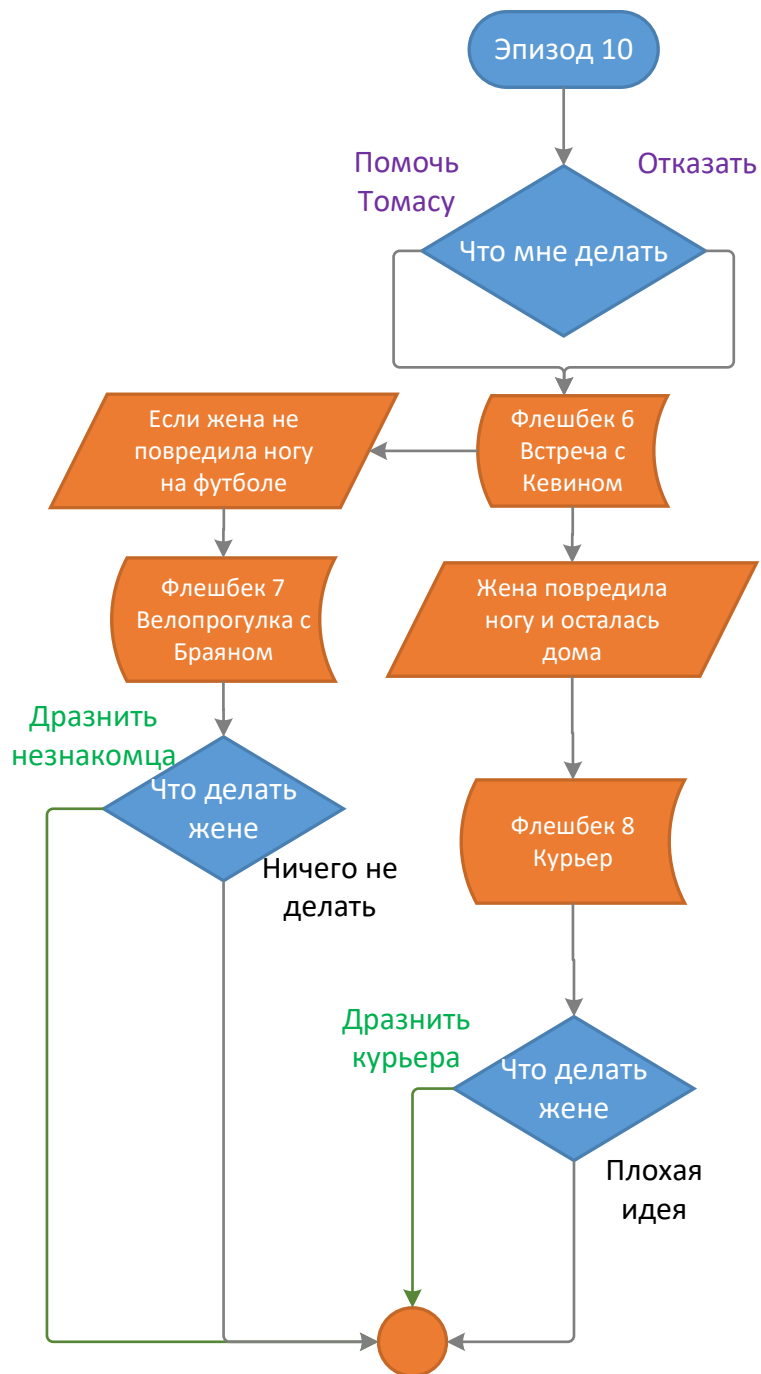 Эпизод 10
Помочь
Томасу
Отказать
Что мне делать
Если жена не
повредила ногу
на футболе
Флешбек 6
Встреча с
Кевином
Флешбек 7
Велопрогулка с
Браяном
Жена повредила
ногу и осталась
дома
Дразнить
незнакомца
Что делать
жене
Ничего не
делать
Флешбек 8
Курьер
Дразнить
курьера
Что делать
жене
Плохая
идея